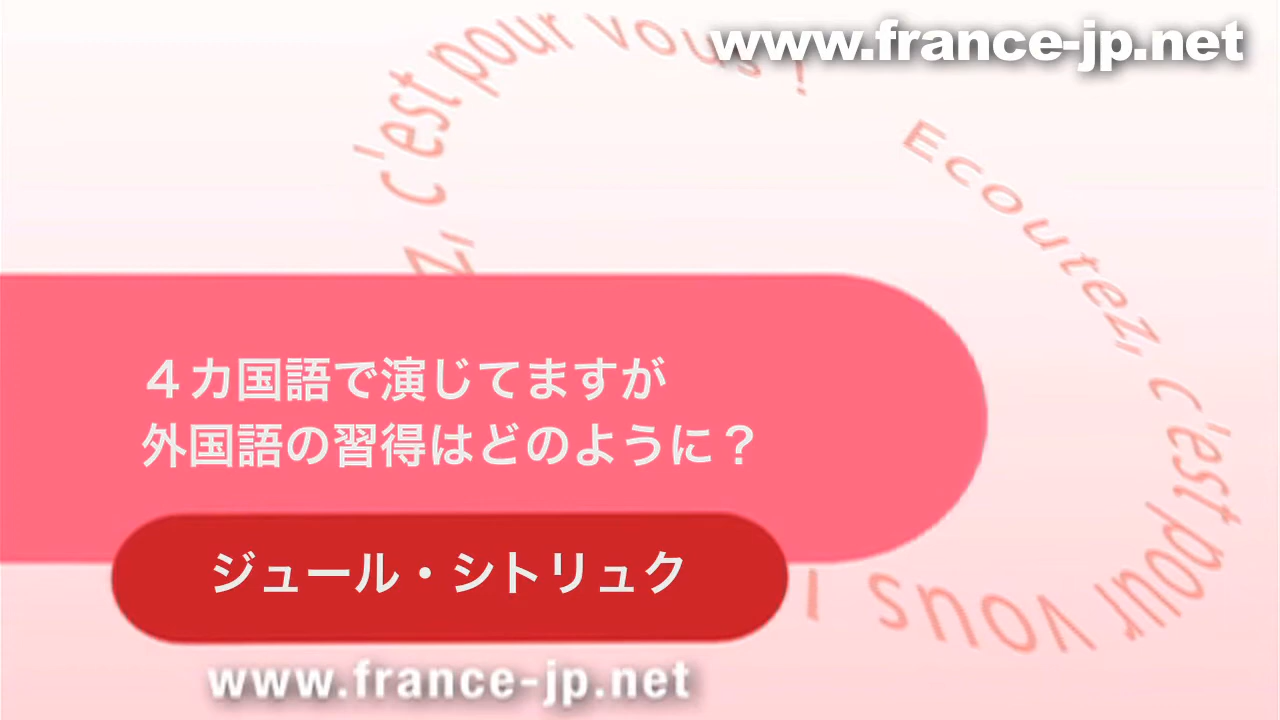 www.france-jp.net
z, c'est pour vous !
Ecoutez, c'est pour vous !
４カ国語で演じてますが
外国語の習得はどのように？
ジュール・シトリュク
www.france-jp.net